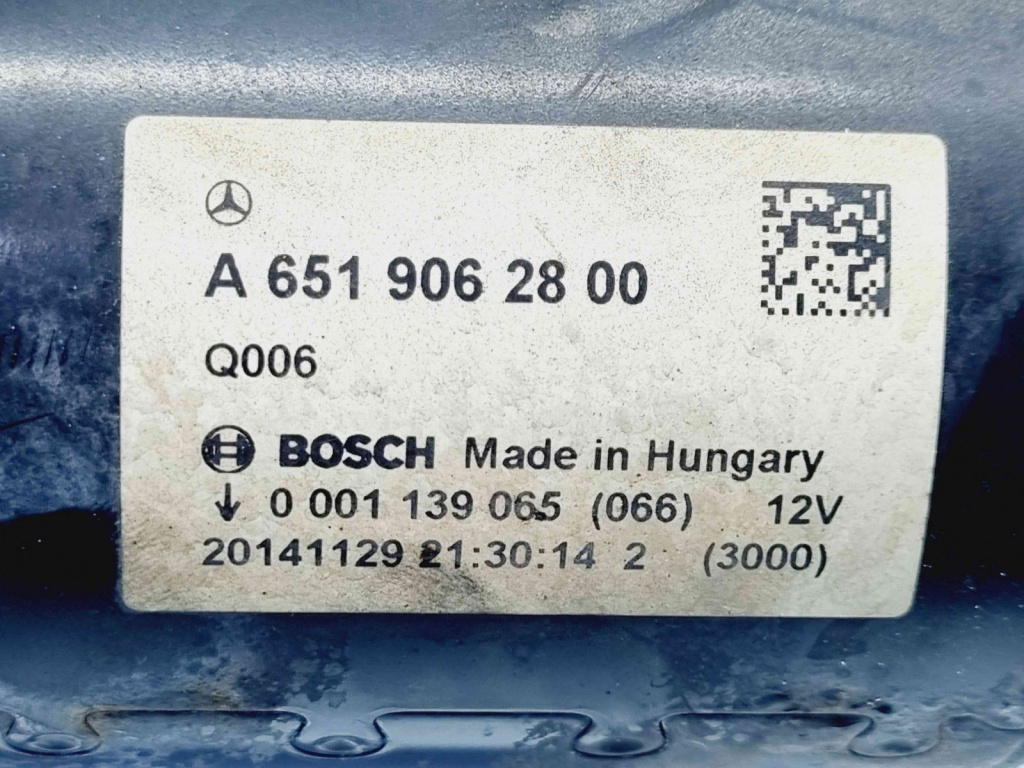 A 651 906 28 00
Q006
BOSCH Made in Hungary
↓ 0 001 139 065 (066) 12V
20141129 21:30:14 2 (3000)